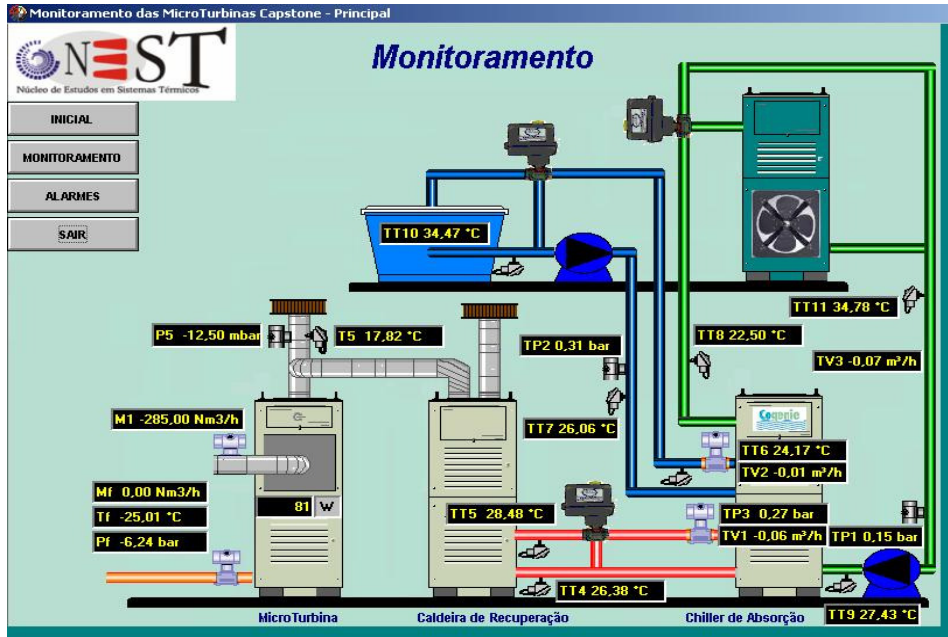 Monitoramento das MicroTurbinas Capstone - Principal
NEST
Núcleo de Estudos em Sistemas Térmicos
Monitoramento
INICIAL
MONITORAMENTO
ALARMES
SAIR
TT10 34,47 °C
TT11 34,78 °C
P5 -12,50 mbar
T5 17,82 °C
TP2 0,31 bar
TT8 22,50 °C
TV3 -0,07 m³/h
M1 -285,00 Nm3/h
TT7 26,06 °C
Cogenie
TT6 24,17 °C
TV2 -0,01 m³/h
Mf 0,00 Nm3/h
Tf -25,01 °C
Pf -6,24 bar
81 W
TT5 28,48 °C
TP3 0,27 bar
TV1 -0,06 m³/h
TP1 0,15 bar
TT4 26,38 °C
TT9 27,43 °C
MicroTurbina
Caldeira de Recuperação
Chiller de Absorção